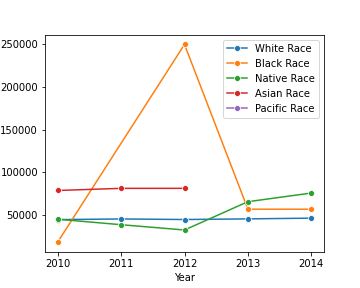 250000
200000
150000
100000
50000
2010 2011 2012 2013 2014
Year
White Race
Black Race
Native Race
Asian Race
Pacific Race